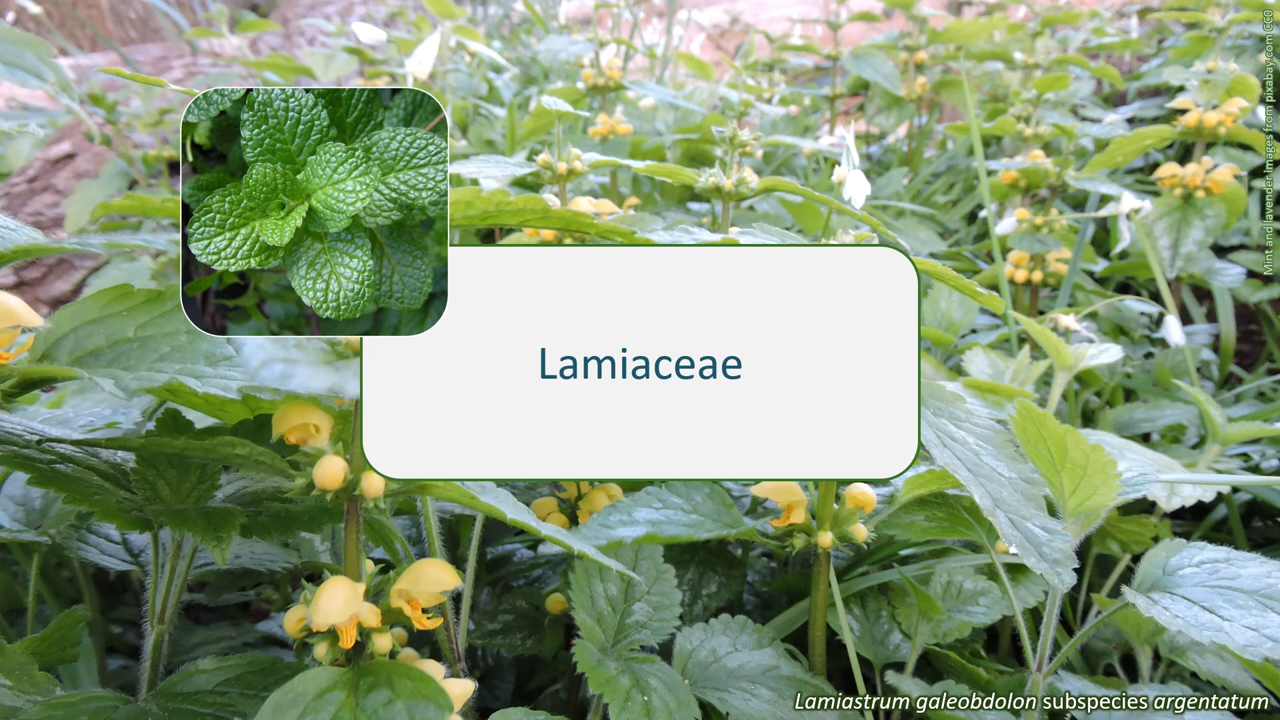 Mint and lavender images from pixabay.com CC0
Lamiaceae
Lamiastrum galeobdolon subspecies argentatum